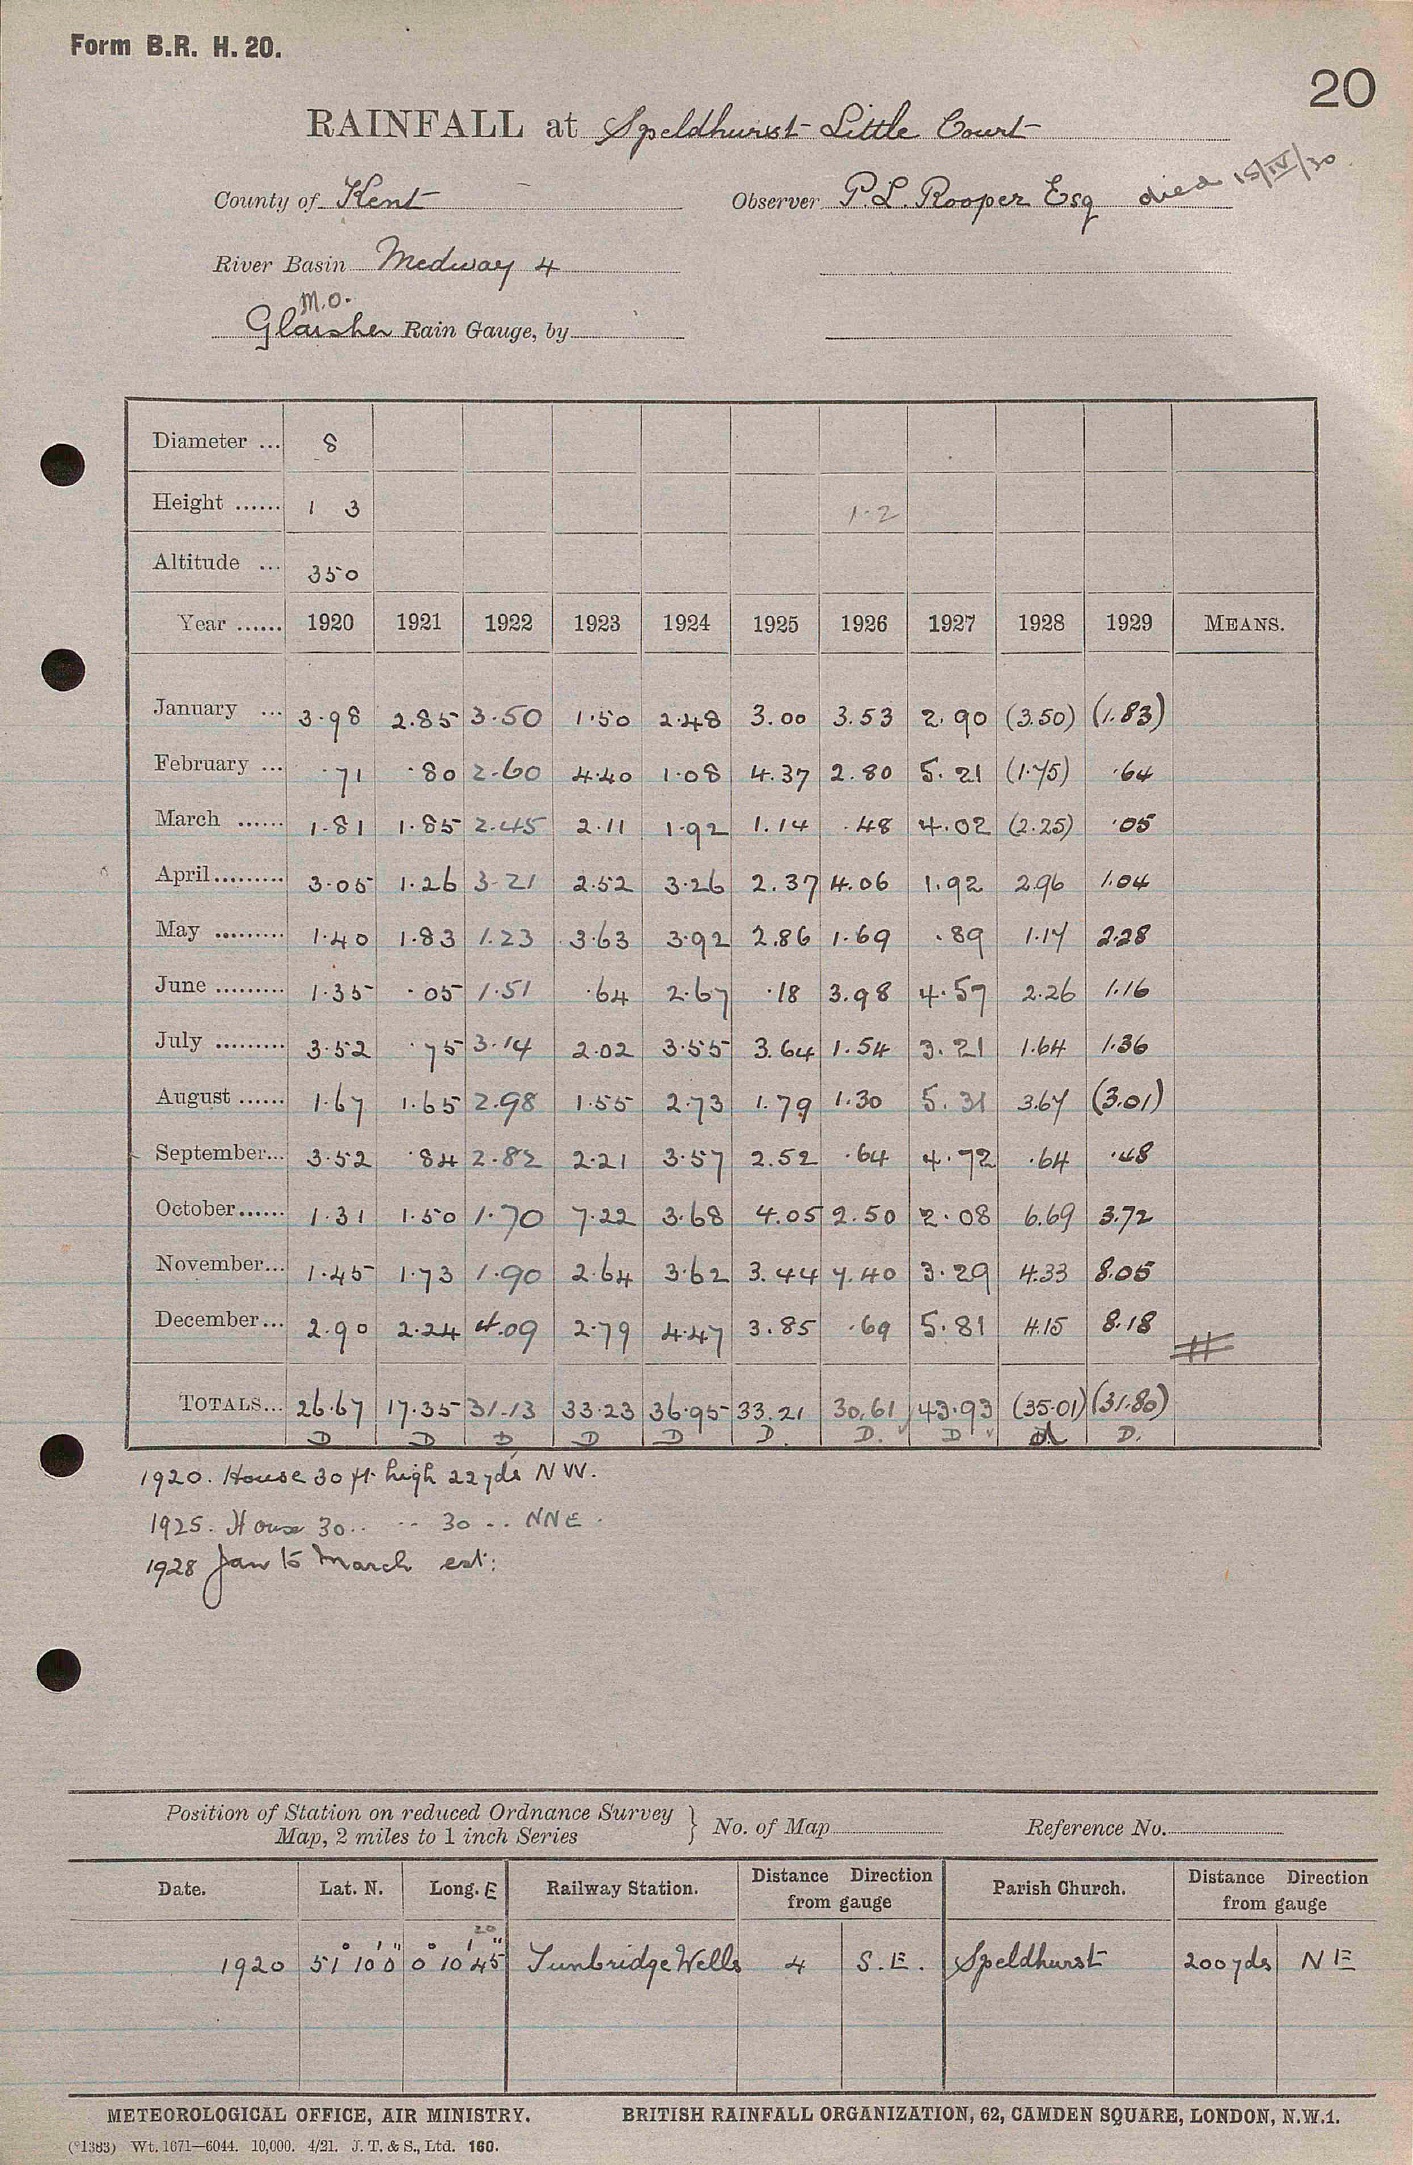 Form B.R. H. 20.
20
RAINFALL at Speldhurst Little Court
County of Kent Observer P.L. Rooper Esq died 15/IV/30
River Basin Medway 4
M.O.
Glaisher Rain Gauge, by
Diameter ... 8
Height ...... 1 3 1·2
Altitude ... 350
Year ...... 1920 1921 1922 1923 1924 1925 1926 1927 1928 1929 MEANS.
January ... 3·98 2.85 3·50 1·50 2·48 3.00 3.53 2.90 (3.50) (1.83)
February ... ·71 ·80 2·60 4·40 1·08 4.37 2.80 5.21 (1.75) ·64
March ...... 1·81 1·85 2·45 2·11 1·92 1.14 ·48 4·02 (2.25) ·05
April......... 3·05 1·26 3·21 2·52 3·26 2.37 4.06 1.92 2.96 1.04
May ......... 1·40 1·83 1.23 3·63 3·92 2.86 1·69 ·89 1.17 2.28
June ......... 1·35 ·05 1·51 ·64 2·67 ·18 3.98 4·57 2·26 1.16
July ......... 3·52 ·75 3·14 2·02 3·55 3.64 1.54 3.21 1.64 1.36
August ...... 1·67 1·65 2·98 1·55 2·73 1.79 1·30 5.31 3.67 (3.01)
September... 3·52 ·84 2·82 2·21 3·57 2.52 ·64 4·72 ·64 ·48
October...... 1·31 1·50 1·70 7·22 3·68 4.05 2.50 2·08 6.69 3.72
November... 1·45 1·73 1·90 2·64 3·62 3.44 7.40 3·29 4.33 8.05
December... 2·90 2·24 4.09 2·79 4·47 3.85 ·69 5·81 4.15 8.18
TOTALS... 26·67 17·35 31·13 33·23 36·95 33.21 30.61 43·93 (35·01) (31.80)
D D D D D D. D. D d D.
1920. House 30 ft. high 22 yds NW.
1925. House 30 .. .. 30 .. NNE.
1928 Jan to March est:
Position of Station on reduced Ordnance Survey Map, 2 miles to 1 inch Series } No. of Map Reference No.
Date. Lat. N. Long. E Railway Station. Distance Direction from gauge Parish Church. Distance Direction from gauge
20
1920 51° 10' 0" 0° 10' 45" Tunbridge Wells 4 S.E. Speldhurst 200 yds NE
METEOROLOGICAL OFFICE, AIR MINISTRY. BRITISH RAINFALL ORGANIZATION, 62, CAMDEN SQUARE, LONDON, N.W.1.
(*1383) Wt. 1671—6044. 10,000. 4/21. J. T. & S., Ltd. 160.